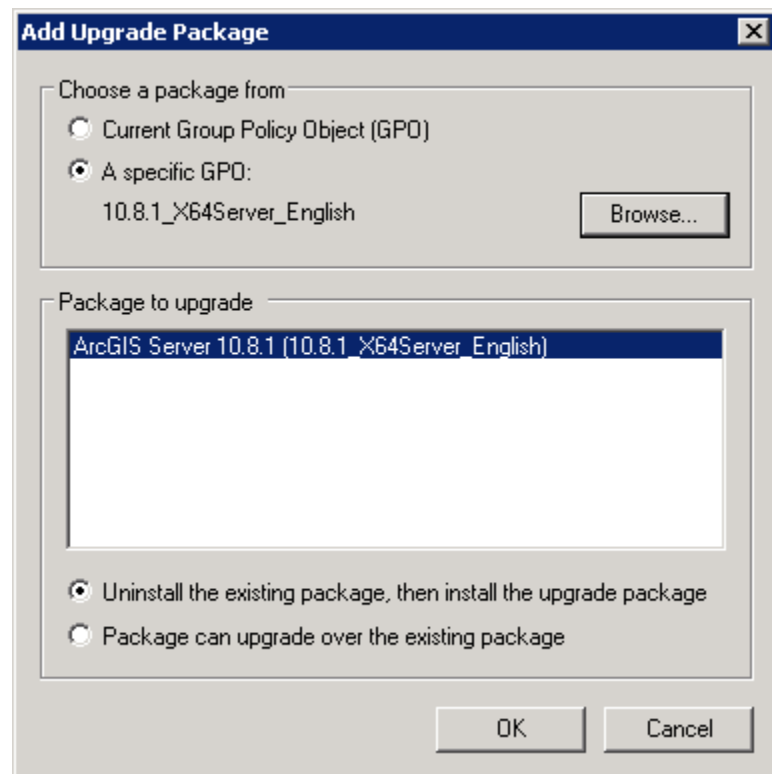 Add Upgrade Package
Choose a package from
Current Group Policy Object (GPO)
A specific GPO:
10.8.1_X64Server_English
Browse...
Package to upgrade
ArcGIS Server 10.8.1 (10.8.1_X64Server_English)
Uninstall the existing package, then install the upgrade package
Package can upgrade over the existing package
OK
Cancel